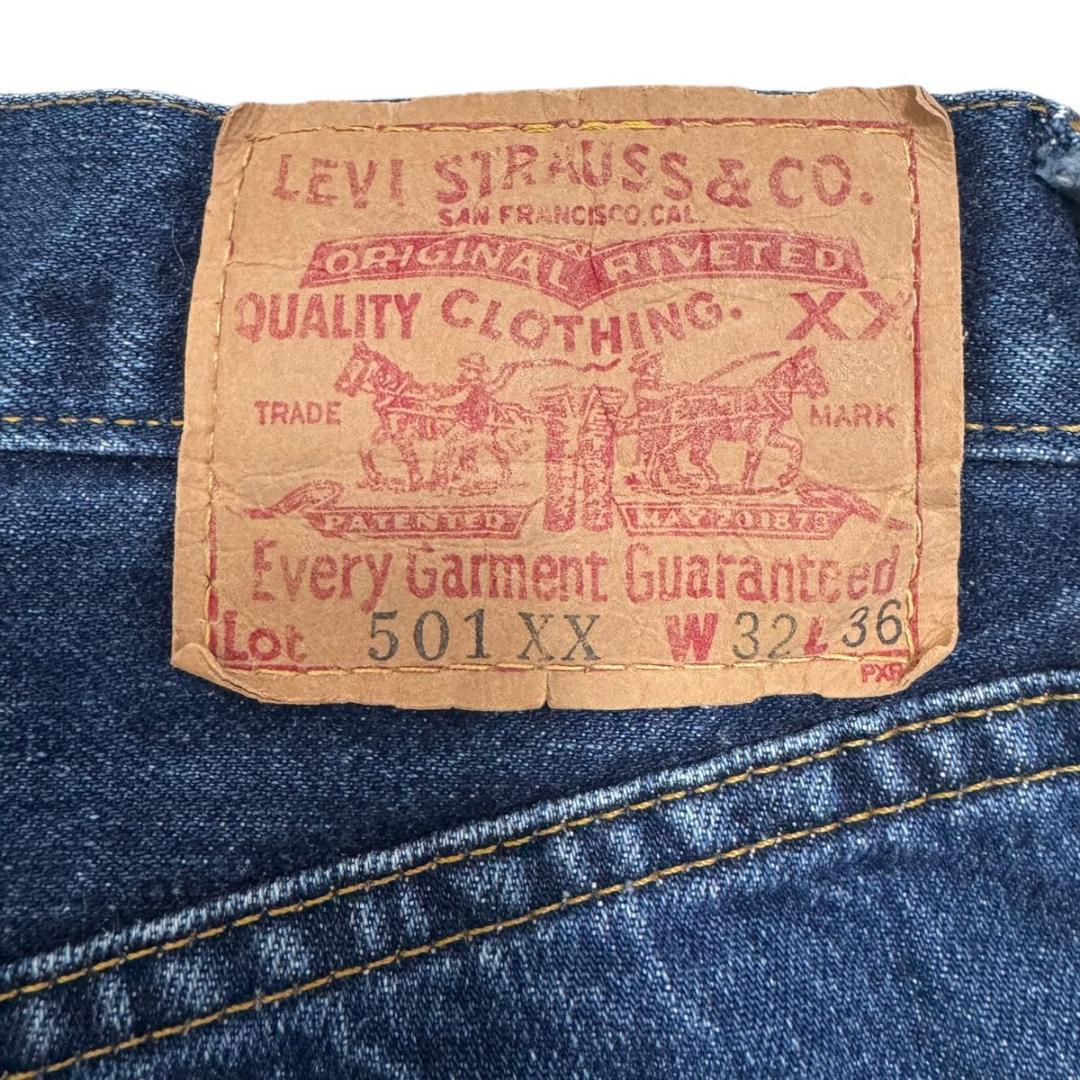 LEVI STRAUSS & CO.
SAN FRANCISCO, CAL.
ORIGINAL RIVETED
QUALITY CLOTHING. XX
TRADE MARK
PATENTED MAY 20 1873
Every Garment Guaranteed
Lot 501 XX W 32 L 36
PXR